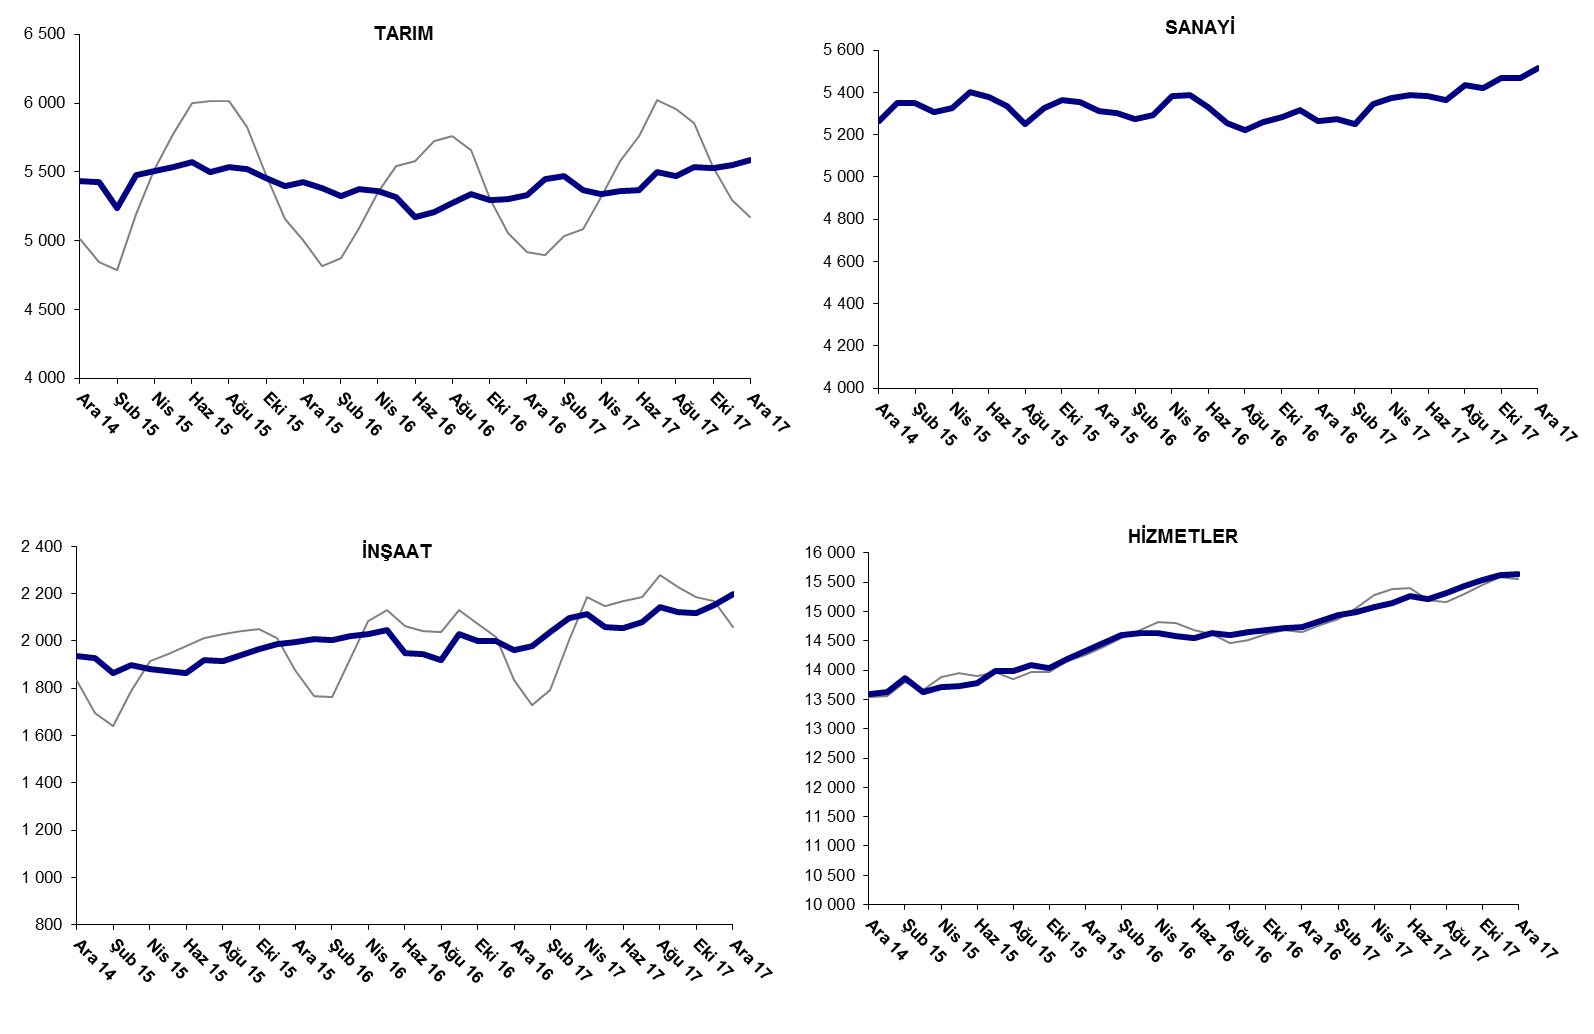 TARIM
6 500
6 000
5 500
5 000
4 500
4 000
Ara 14
Şub 15
Nis 15
Haz 15
Ağu 15
Eki 15
Ara 15
Şub 16
Nis 16
Haz 16
Ağu 16
Eki 16
Ara 16
Şub 17
Nis 17
Haz 17
Ağu 17
Eki 17
Ara 17
SANAYİ
5 600
5 400
5 200
5 000
4 800
4 600
4 400
4 200
4 000
Ara 14
Şub 15
Nis 15
Haz 15
Ağu 15
Eki 15
Ara 15
Şub 16
Nis 16
Haz 16
Ağu 16
Eki 16
Ara 16
Şub 17
Nis 17
Haz 17
Ağu 17
Eki 17
Ara 17
İNŞAAT
2 400
2 200
2 000
1 800
1 600
1 400
1 200
1 000
800
Ara 14
Şub 15
Nis 15
Haz 15
Ağu 15
Eki 15
Ara 15
Şub 16
Nis 16
Haz 16
Ağu 16
Eki 16
Ara 16
Şub 17
Nis 17
Haz 17
Ağu 17
Eki 17
Ara 17
HİZMETLER
16 000
15 500
15 000
14 500
14 000
13 500
13 000
12 500
12 000
11 500
11 000
10 500
10 000
Ara 14
Şub 15
Nis 15
Haz 15
Ağu 15
Eki 15
Ara 15
Şub 16
Nis 16
Haz 16
Ağu 16
Eki 16
Ara 16
Şub 17
Nis 17
Haz 17
Ağu 17
Eki 17
Ara 17